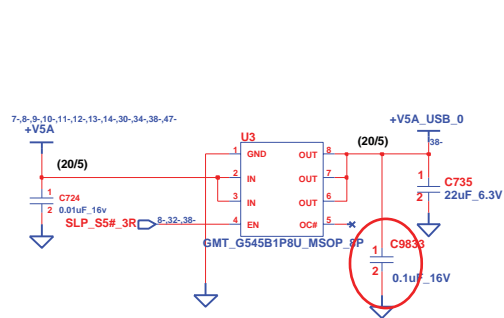 7-,8-,9-,10-,11-,12-,13-,14-,30-,34-,38-,47-
+V5A
+V5A_USB_0
38-
(20/5)
(20/5)
U3
1 GND OUT 8
2 IN OUT 7
3 IN OUT 6
4 EN OC# 5
1
C724
2 0.01uF_16v
SLP_S5#_3R 8-,32-,38-
GMT_G545B1P8U_MSOP_8P
1
C735
2
22uF_6.3V
C9833
1
2
0.1uF_16V